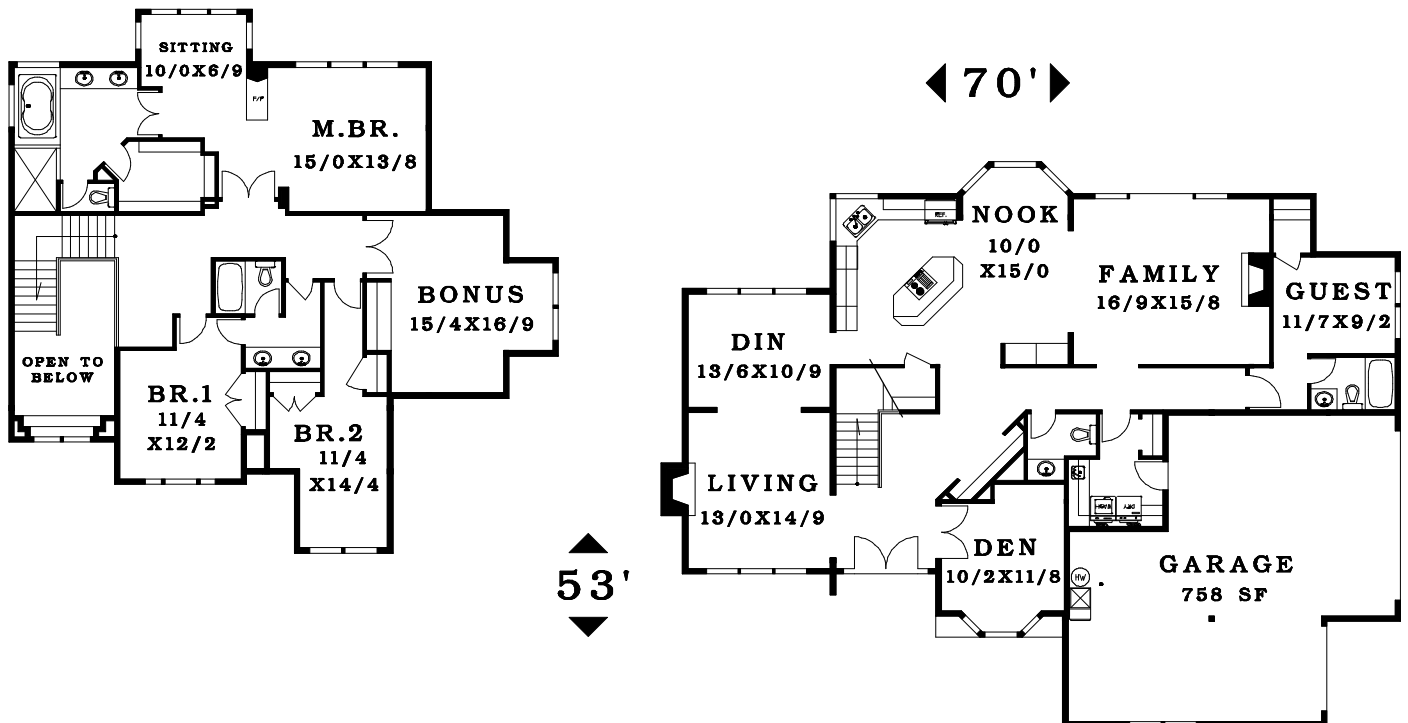 SITTING
10/0X6/9
F/P
M.BR.
15/0X13/8
BONUS
15/4X16/9
OPEN TO
BELOW
BR.1
11/4
X12/2
BR.2
11/4
X14/4
53'
70'
NOOK
10/0
X15/0
REF.
FAMILY
16/9X15/8
GUEST
11/7X9/2
DIN
13/6X10/9
LIVING
13/0X14/9
DEN
10/2X11/8
GARAGE
758 SF
HW